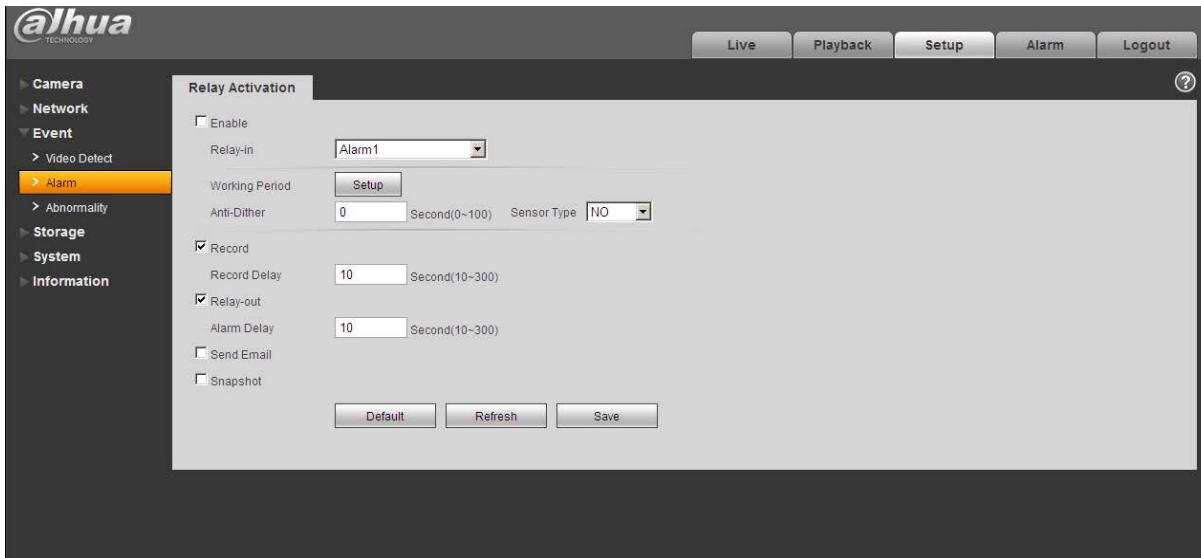 alhua
TECHNOLOGY
Live Playback Setup Alarm Logout
Camera
Network
Event
> Video Detect
> Alarm
> Abnormality
Storage
System
Information
Relay Activation
?
Enable
Relay-in Alarm1
Working Period Setup
Anti-Dither 0 Second(0~100) Sensor Type NO
Record
Record Delay 10 Second(10~300)
Relay-out
Alarm Delay 10 Second(10~300)
Send Email
Snapshot
Default Refresh Save